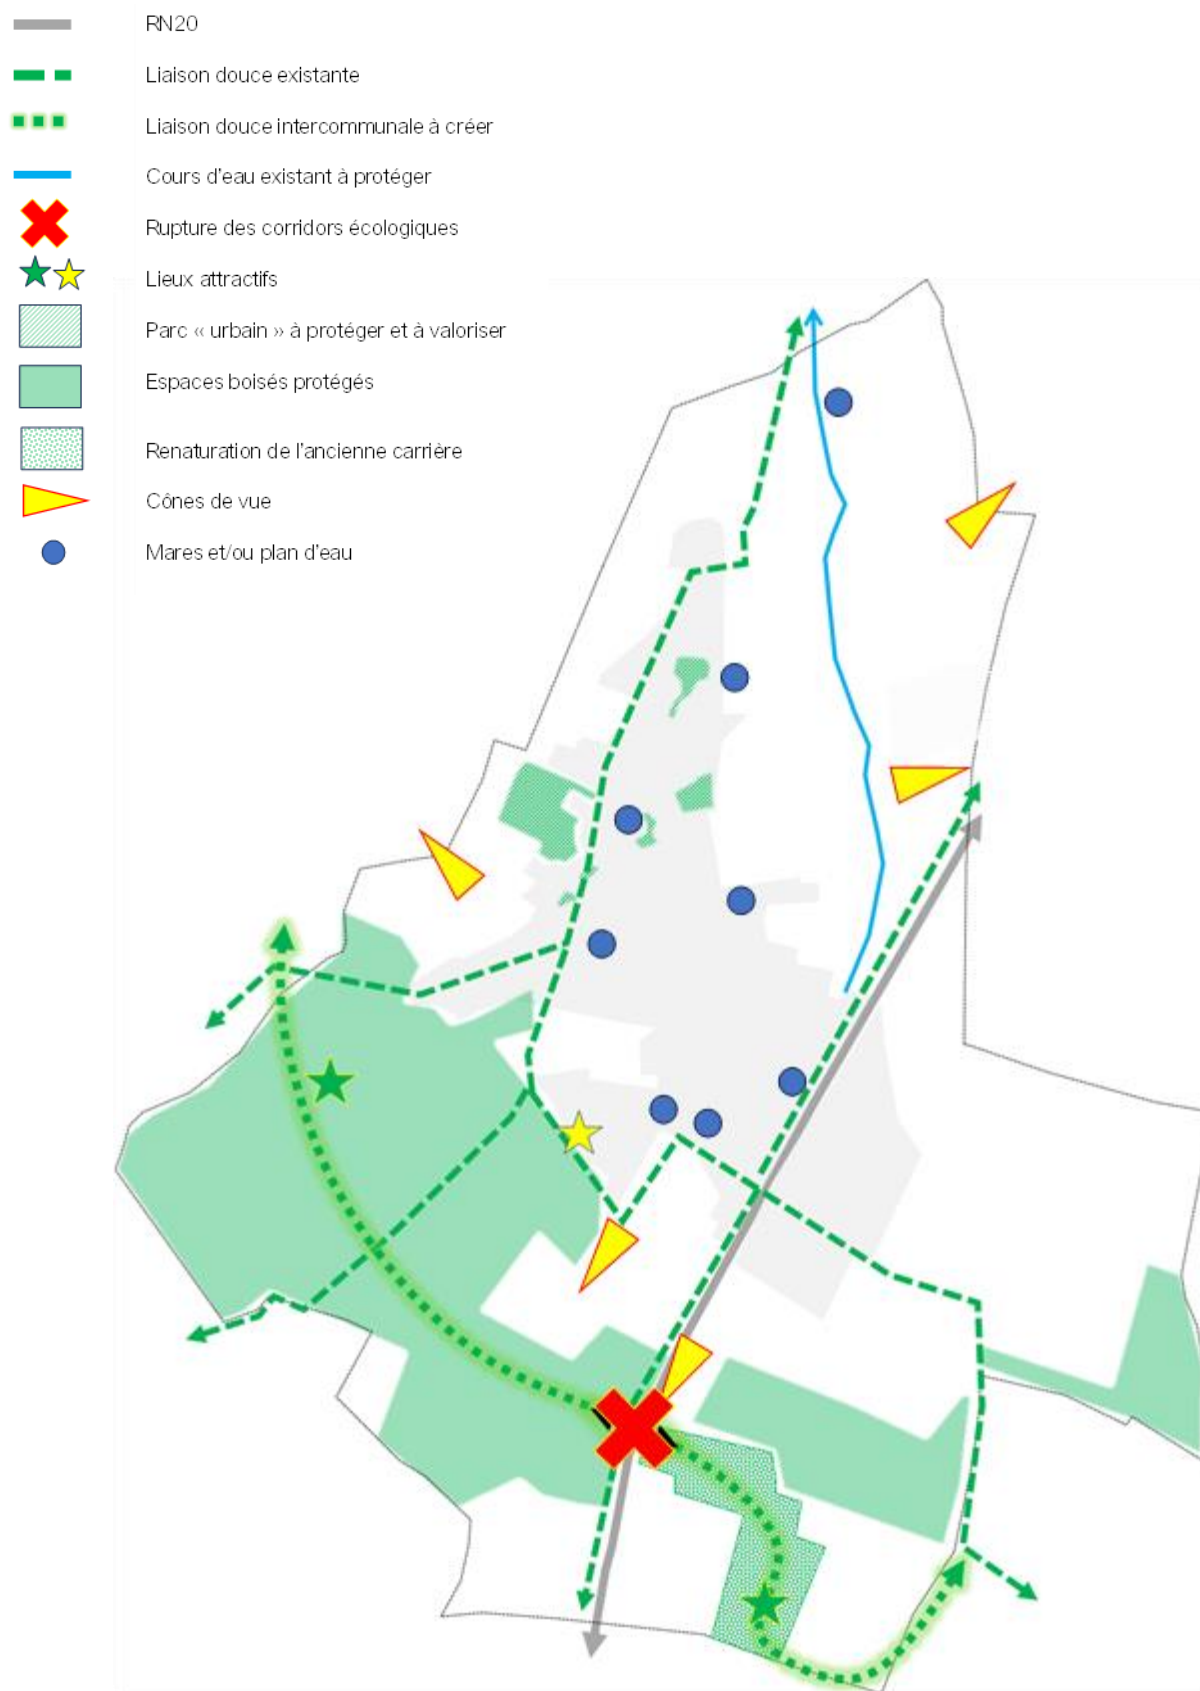 RN20
Liaison douce existante
Liaison douce intercommunale à créer
Cours d'eau existant à protéger
Rupture des corridors écologiques
Lieux attractifs
Parc « urbain » à protéger et à valoriser
Espaces boisés protégés
Renaturation de l'ancienne carrière
Cônes de vue
Mares et/ou plan d'eau